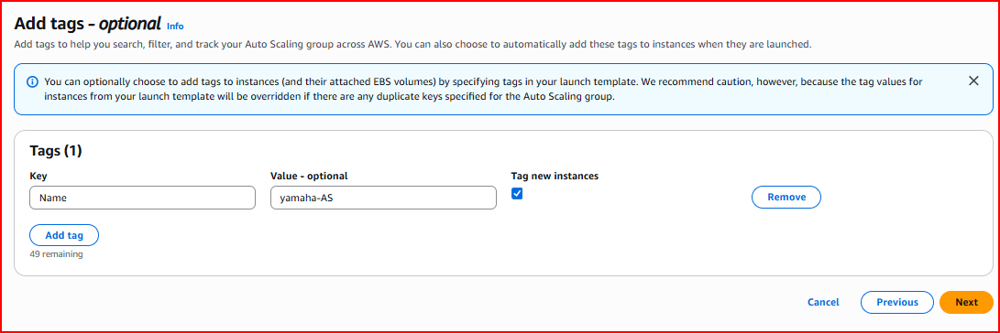 Add tags - optional Info
Add tags to help you search, filter, and track your Auto Scaling group across AWS. You can also choose to automatically add these tags to instances when they are launched.
You can optionally choose to add tags to instances (and their attached EBS volumes) by specifying tags in your launch template. We recommend caution, however, because the tag values for
instances from your launch template will be overridden if there are any duplicate keys specified for the Auto Scaling group.
Tags (1)
Key Value - optional Tag new instances
Name yamaha-AS Remove
Add tag
49 remaining
Cancel Previous Next